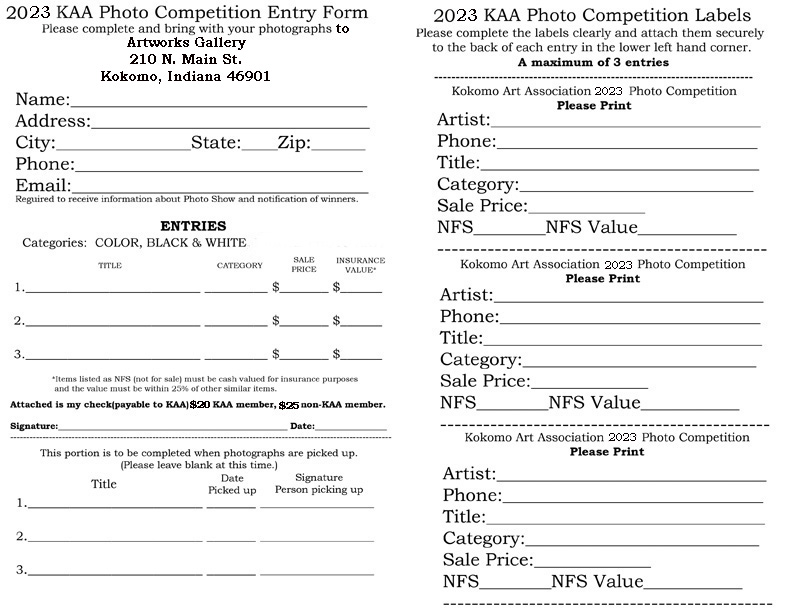 2023 KAA Photo Competition Entry Form
Please complete and bring with your photographs to
Artworks Gallery
210 N. Main St.
Kokomo, Indiana 46901
Name:
Address:
City: State: Zip:
Phone:
Email:
Required to receive information about Photo Show and notification of winners.
ENTRIES
Categories: COLOR, BLACK & WHITE
TITLE CATEGORY SALE PRICE INSURANCE VALUE*
1. $ $
2. $ $
3. $ $
*Items listed as NFS (not for sale) must be cash valued for insurance purposes
and the value must be within 25% of other similar items.
Attached is my check(payable to KAA)$20 KAA member, $25 non-KAA member.
Signature: Date:
This portion is to be completed when photographs are picked up.
(Please leave blank at this time.)
Title Date Picked up Signature Person picking up
1.
2.
3.
2023 KAA Photo Competition Labels
Please complete the labels clearly and attach them securely
to the back of each entry in the lower left hand corner.
A maximum of 3 entries
Kokomo Art Association 2023 Photo Competition
Please Print
Artist:
Phone:
Title:
Category:
Sale Price:
NFS NFS Value
Kokomo Art Association 2023 Photo Competition
Please Print
Artist:
Phone:
Title:
Category:
Sale Price:
NFS NFS Value
Kokomo Art Association 2023 Photo Competition
Please Print
Artist:
Phone:
Title:
Category:
Sale Price:
NFS NFS Value